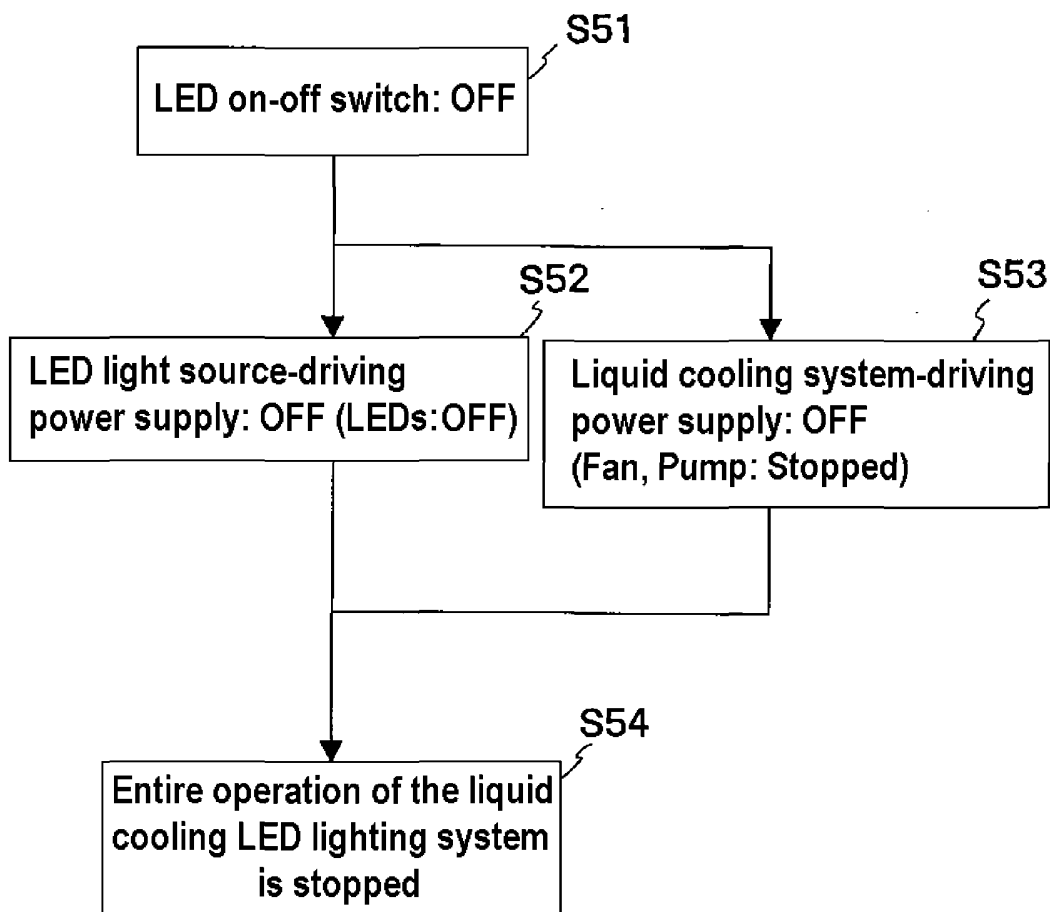 S51
LED on-off switch: OFF
S52
LED light source-driving
power supply: OFF (LEDs:OFF)
S53
Liquid cooling system-driving
power supply: OFF
(Fan, Pump: Stopped)
S54
Entire operation of the liquid
cooling LED lighting system
is stopped